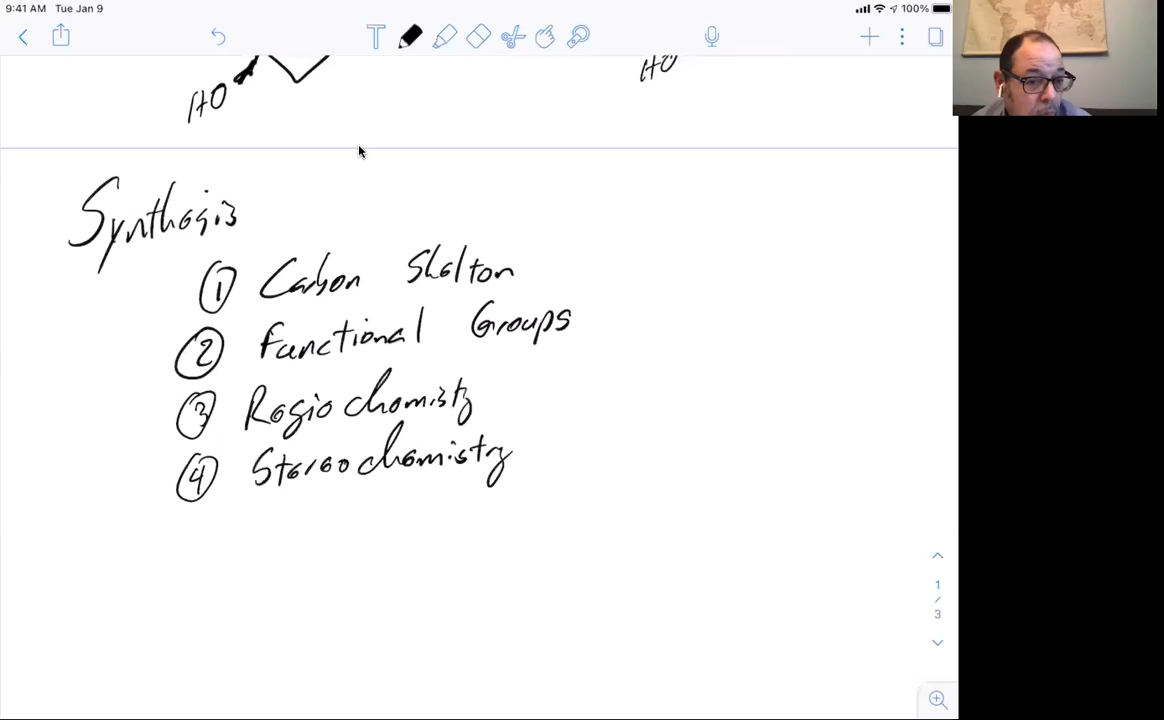 9:41 AM Tue Jan 9
100%
HO
HO
Synthesis
1 Carbon Skelton
2 Functional Groups
3 Regiochemistry
4 Stereochemistry
1
/
3